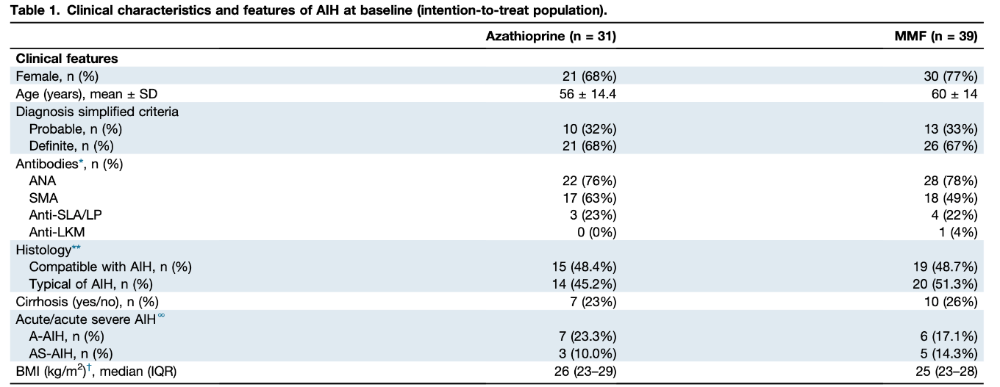 Table 1. Clinical characteristics and features of AIH at baseline (intention-to-treat population).
Azathioprine (n = 31) MMF (n = 39)
Clinical features
Female, n (%) 21 (68%) 30 (77%)
Age (years), mean ± SD 56 ± 14.4 60 ± 14
Diagnosis simplified criteria
Probable, n (%) 10 (32%) 13 (33%)
Definite, n (%) 21 (68%) 26 (67%)
Antibodies*, n (%)
ANA 22 (76%) 28 (78%)
SMA 17 (63%) 18 (49%)
Anti-SLA/LP 3 (23%) 4 (22%)
Anti-LKM 0 (0%) 1 (4%)
Histology**
Compatible with AIH, n (%) 15 (48.4%) 19 (48.7%)
Typical of AIH, n (%) 14 (45.2%) 20 (51.3%)
Cirrhosis (yes/no), n (%) 7 (23%) 10 (26%)
Acute/acute severe AIH∞
A-AIH, n (%) 7 (23.3%) 6 (17.1%)
AS-AIH, n (%) 3 (10.0%) 5 (14.3%)
BMI (kg/m²)†, median (IQR) 26 (23–29) 25 (23–28)